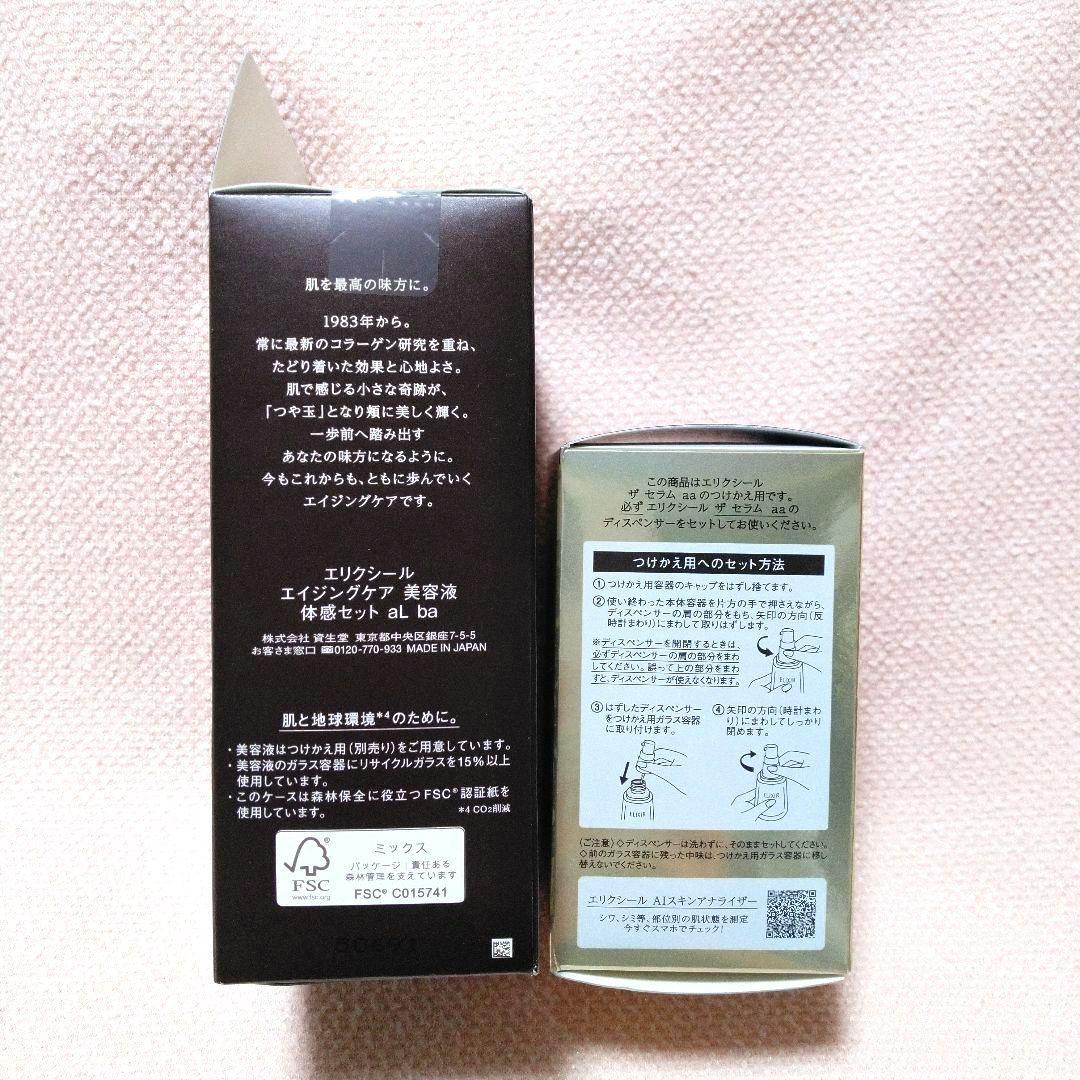 肌を最高の味方に。
1983年から。
常に最新のコラーゲン研究を重ね、
たどり着いた効果と心地よさ。
肌で感じる小さな奇跡が、
「つや玉」となり頬に美しく輝く。
一歩前へ踏み出す
あなたの味方になるように。
今もこれからも、ともに歩んでいく
エイジングケアです。
エリクシール
エイジングケア 美容液
体感セット aL ba
株式会社 資生堂 東京都中央区銀座7-5-5
お客さま窓口 0120-770-933 MADE IN JAPAN
肌と地球環境*4のために。
・美容液はつけかえ用(別売り)をご用意しています。
・美容液のガラス容器にリサイクルガラスを15%以上
使用しています。
・このケースは森林保全に役立つFSC®認証紙を
使用しています。
*4 CO2削減
FSC
www.fsc.org
ミックス
パッケージ|責任ある
森林管理を支えています
FSC® C015741
この商品はエリクシール
ザ セラム aaのつけかえ用です。
必ずエリクシール ザ セラム aaの
ディスペンサーをセットしてお使いください。
つけかえ用へのセット方法
①つけかえ用容器のキャップをはずし捨てます。
②使い終わった本体容器を片方の手で押さえながら、
ディスペンサーの肩の部分をもち、矢印の方向(反
時計まわり)にまわして取りはずします。
※ディスペンサーを開閉するときは、
必ずディスペンサーの肩の部分をまわ
してください。誤って上の部分をまわ
すと、ディスペンサーが使えなくなります。
ELIXIR
③はずしたディスペンサー
をつけかえ用ガラス容器
に取り付けます。
ELIXIR
④矢印の方向(時計まわ
り)にまわしてしっかり
閉めます。
ELIXIR
(ご注意)◇ディスペンサーは洗わずに、そのままセットしてください。
◇前のガラス容器に残った中味は、つけかえ用ガラス容器に移し
替えないでください。
エリクシール AIスキンアナライザー
シワ、シミ等、部位別の肌状態を測定
今すぐスマホでチェック!